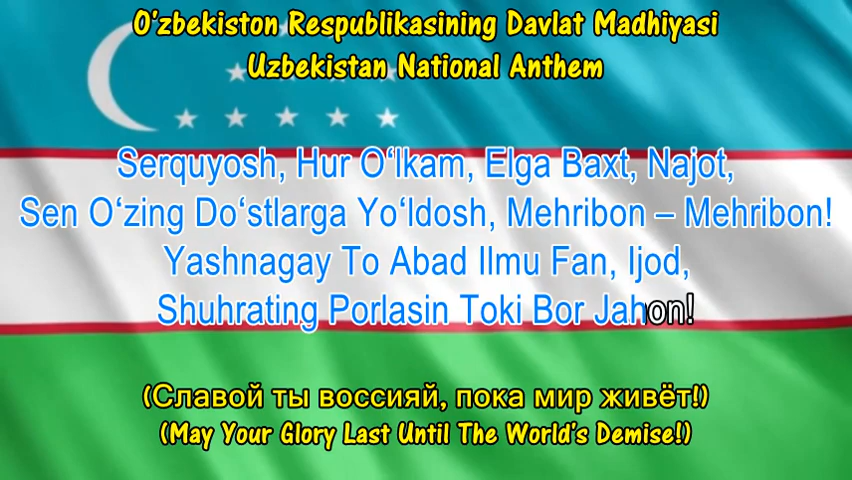 O'zbekiston Respublikasining Davlat Madhiyasi
Uzbekistan National Anthem
Serquyosh, Hur O‘lkam, Elga Baxt, Najot,
Sen O‘zing Do‘stlarga Yo‘ldosh, Mehribon – Mehribon!
Yashnagay To Abad Ilmu Fan, Ijod,
Shuhrating Porlasin Toki Bor Jahon!
(Славой ты воссияй, пока мир живёт!)
(May Your Glory Last Until The World's Demise!)